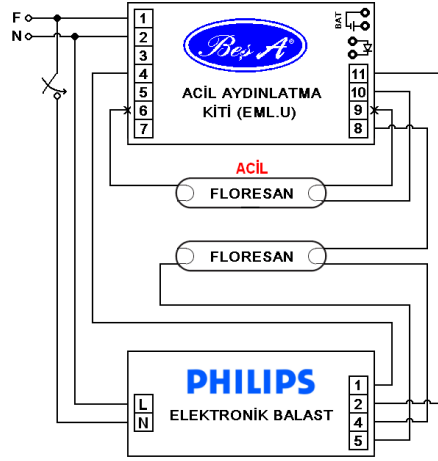 F
N
1
2
3
4
5
6
7
Beş A®
BAT
ACİL AYDINLATMA
KİTİ (EML.U)
11
10
9
8
ACİL
FLORESAN
FLORESAN
PHILIPS
ELEKTRONİK BALAST
L
N
1
2
4
5